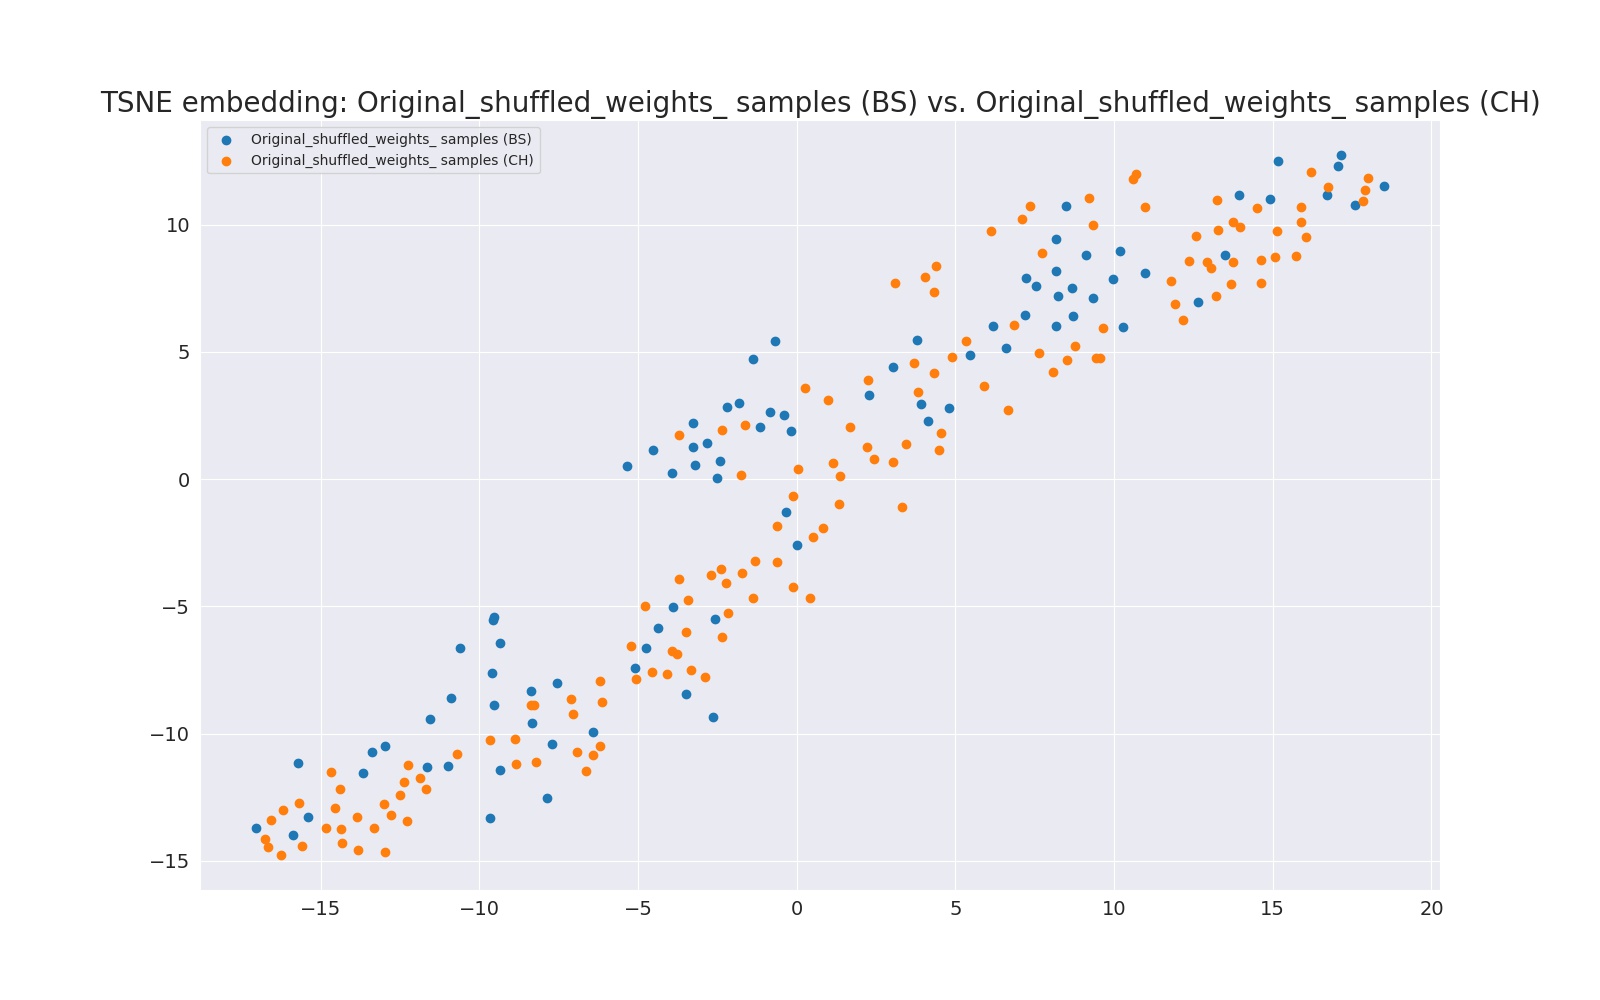 TSNE embedding: Original_shuffled_weights_ samples (BS) vs. Original_shuffled_weights_ samples (CH)
Original_shuffled_weights_ samples (BS)
Original_shuffled_weights_ samples (CH)
10
5
0
−5
−10
−15
−15 −10 −5 0 5 10 15 20